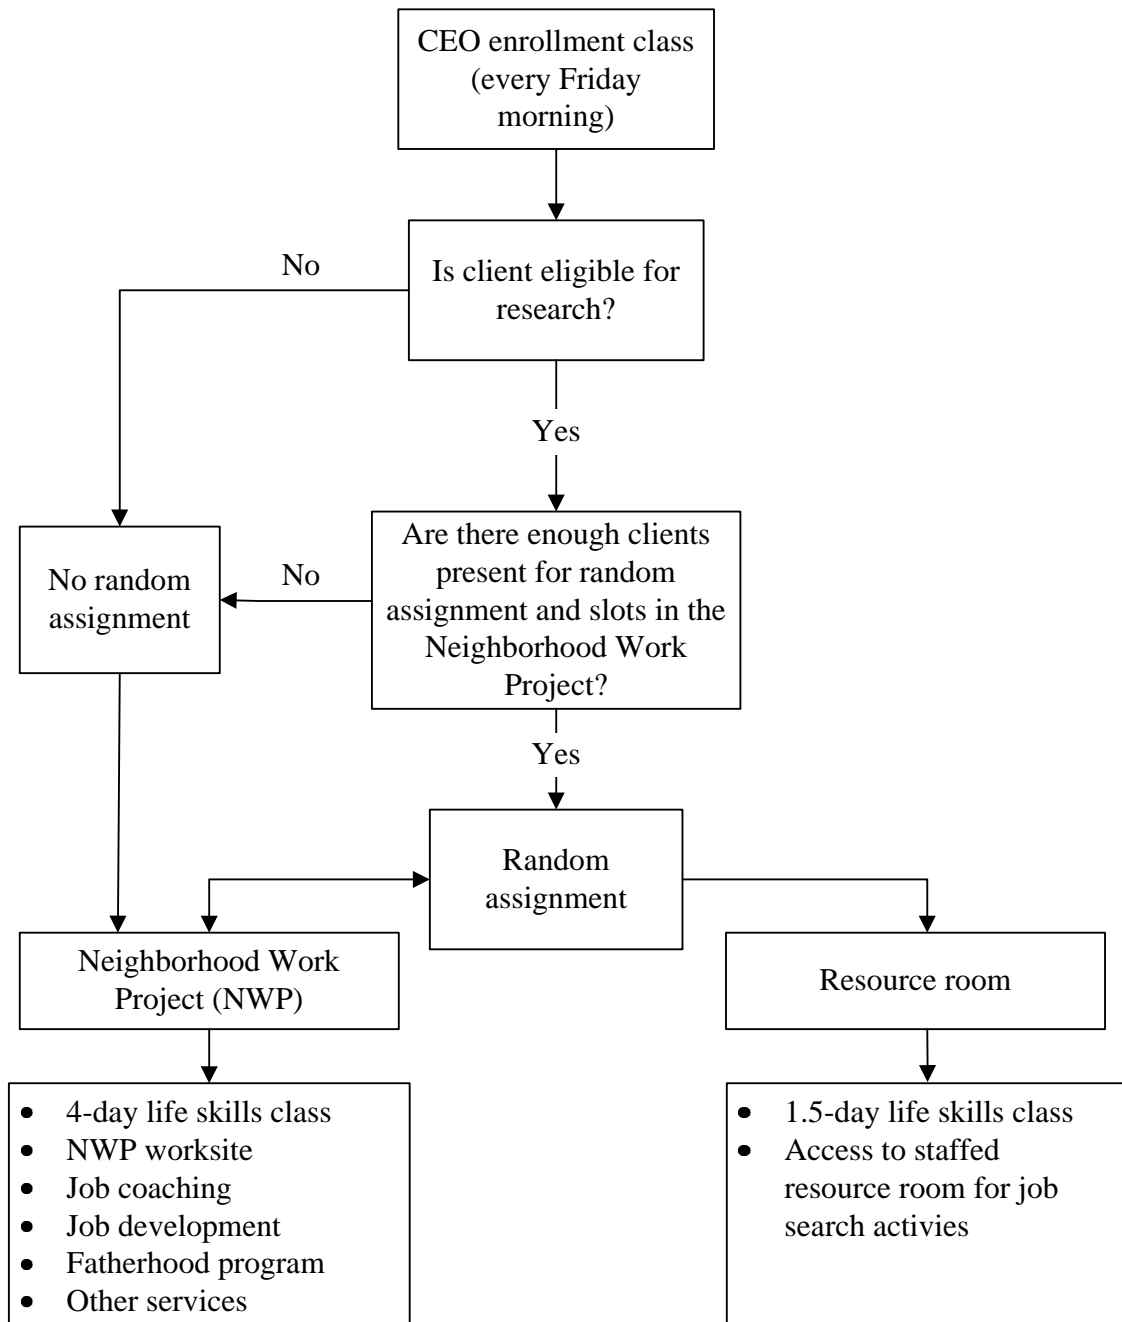 CEO enrollment class
(every Friday
morning)
No
Is client eligible for
research?
Yes
No random
assignment
No
Are there enough clients
present for random
assignment and slots in the
Neighborhood Work
Project?
Yes
Random
assignment
Neighborhood Work
Project (NWP)
Resource room
• 4-day life skills class
• NWP worksite
• Job coaching
• Job development
• Fatherhood program
• Other services
• 1.5-day life skills class
• Access to staffed
resource room for job
search activies